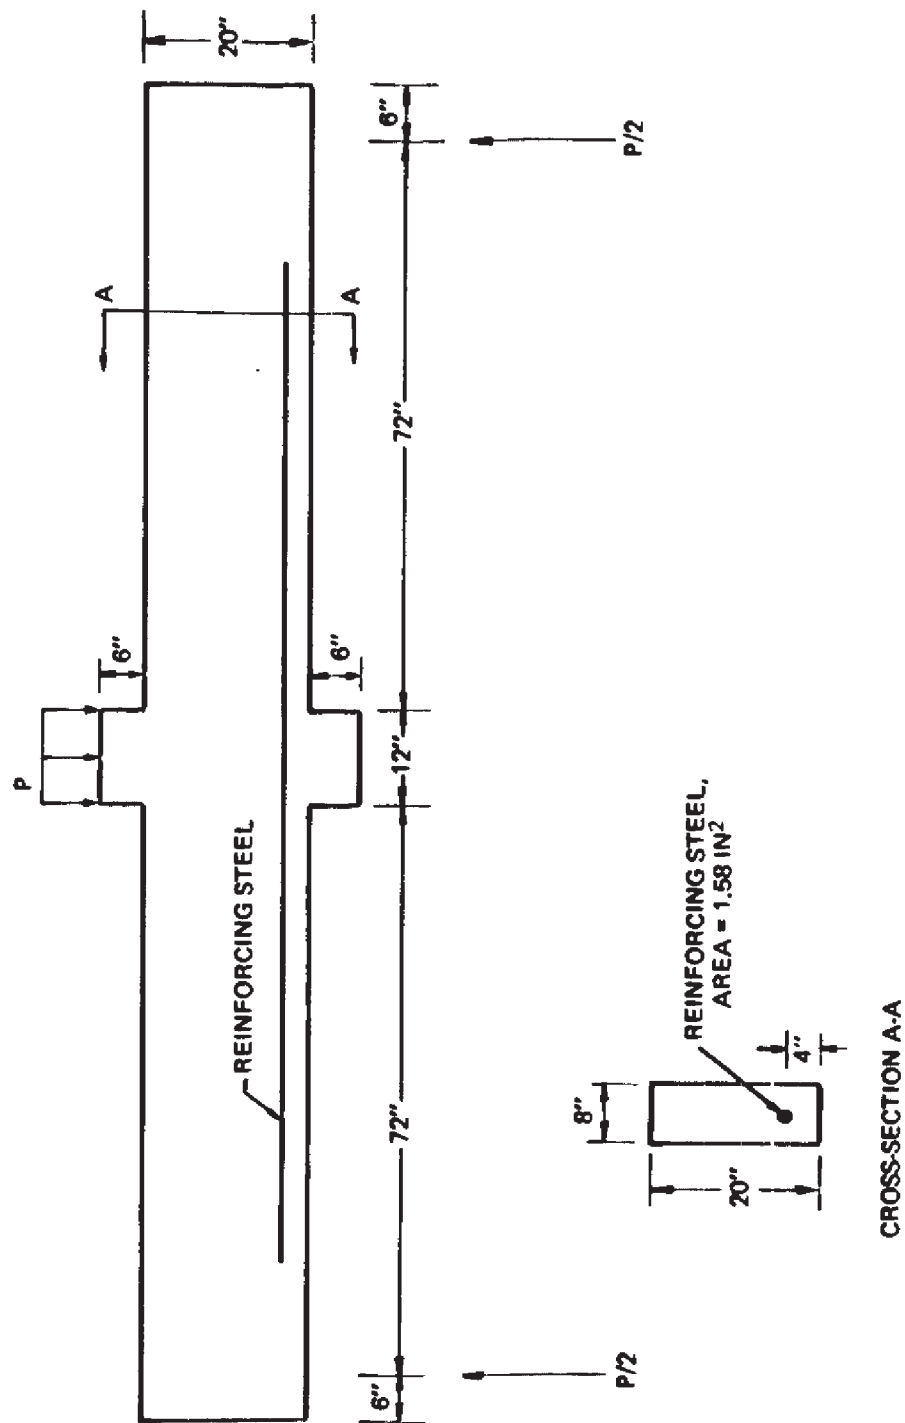 P
6"
6"
20"
A
A
REINFORCING STEEL
6"
72"
12"
72"
6"
P/2
P/2
8"
20"
4"
REINFORCING STEEL,
AREA = 1.58 IN²
CROSS-SECTION A-A